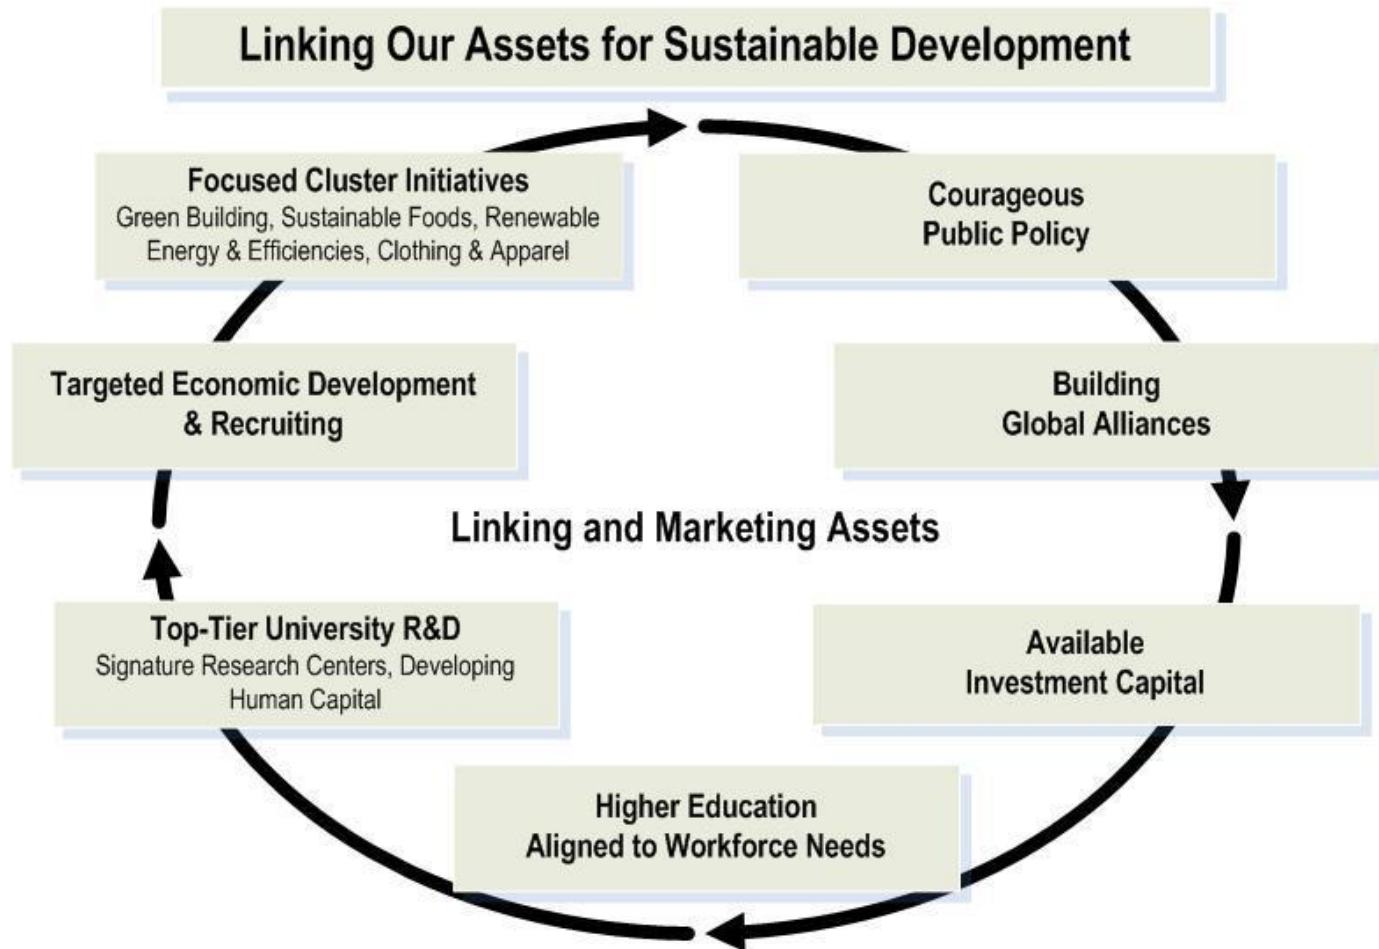 Linking Our Assets for Sustainable Development
Focused Cluster Initiatives
Green Building, Sustainable Foods, Renewable
Energy & Efficiencies, Clothing & Apparel
Courageous
Public Policy
Targeted Economic Development
& Recruiting
Building
Global Alliances
Linking and Marketing Assets
Top-Tier University R&D
Signature Research Centers, Developing
Human Capital
Available
Investment Capital
Higher Education
Aligned to Workforce Needs